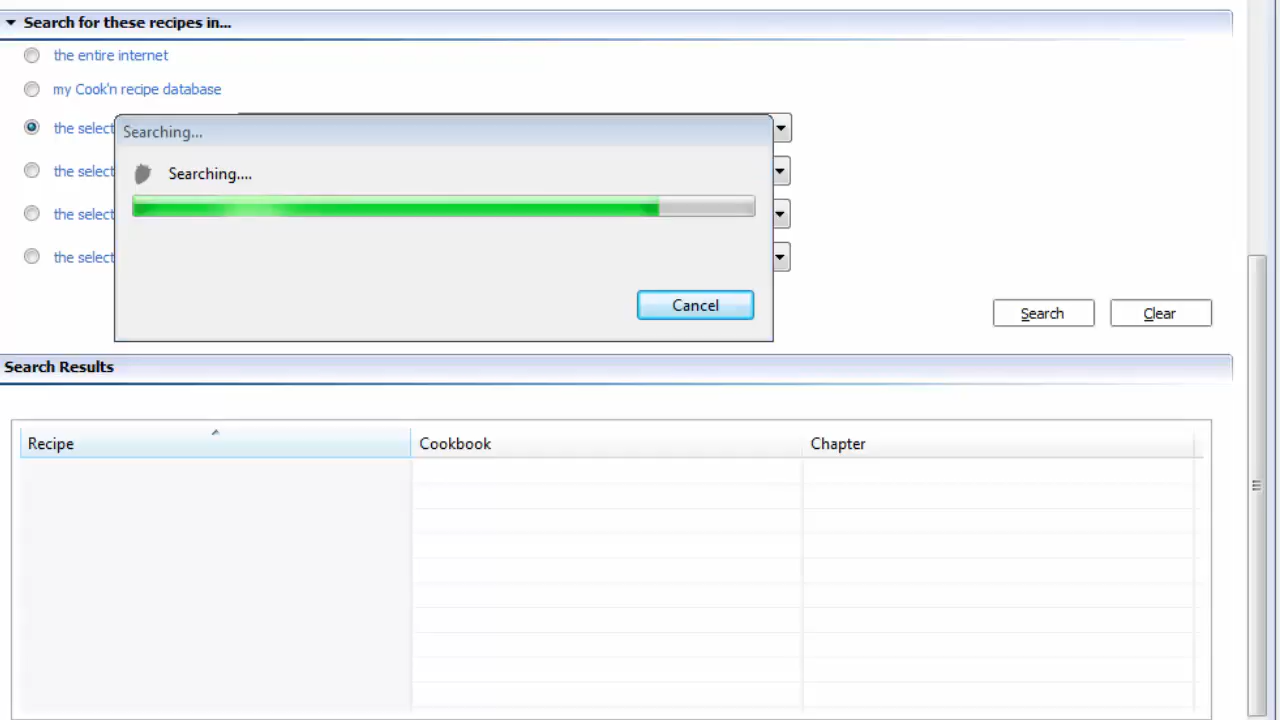 Search for these recipes in...
the entire internet
my Cook'n recipe database
the select
Searching...
Searching....
the select
the select
the select
Cancel
Search
Clear
Search Results
Recipe
Cookbook
Chapter